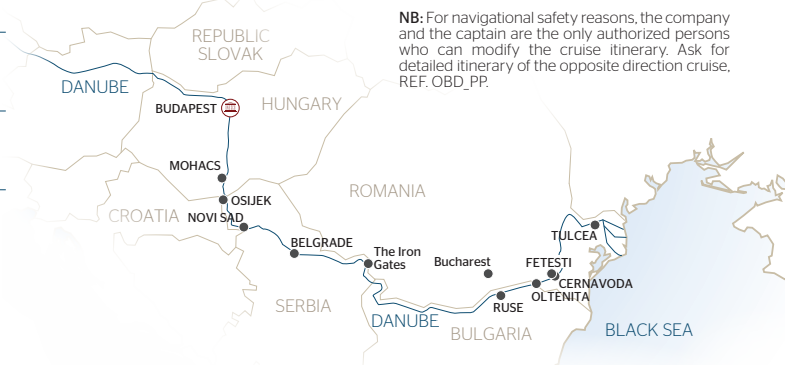 NB: For navigational safety reasons, the company
and the captain are the only authorized persons
who can modify the cruise itinerary. Ask for
detailed itinerary of the opposite direction cruise,
REF. OBD_PP.
REPUBLIC
SLOVAK
DANUBE
BUDAPEST
HUNGARY
MOHACS
ROMANIA
OSIJEK
CROATIA
NOVI SAD
TULCEA
BELGRADE
The Iron
Gates
Bucharest
FETESTI
CERNAVODA
OLTENITA
SERBIA
RUSE
DANUBE
BULGARIA
BLACK SEA